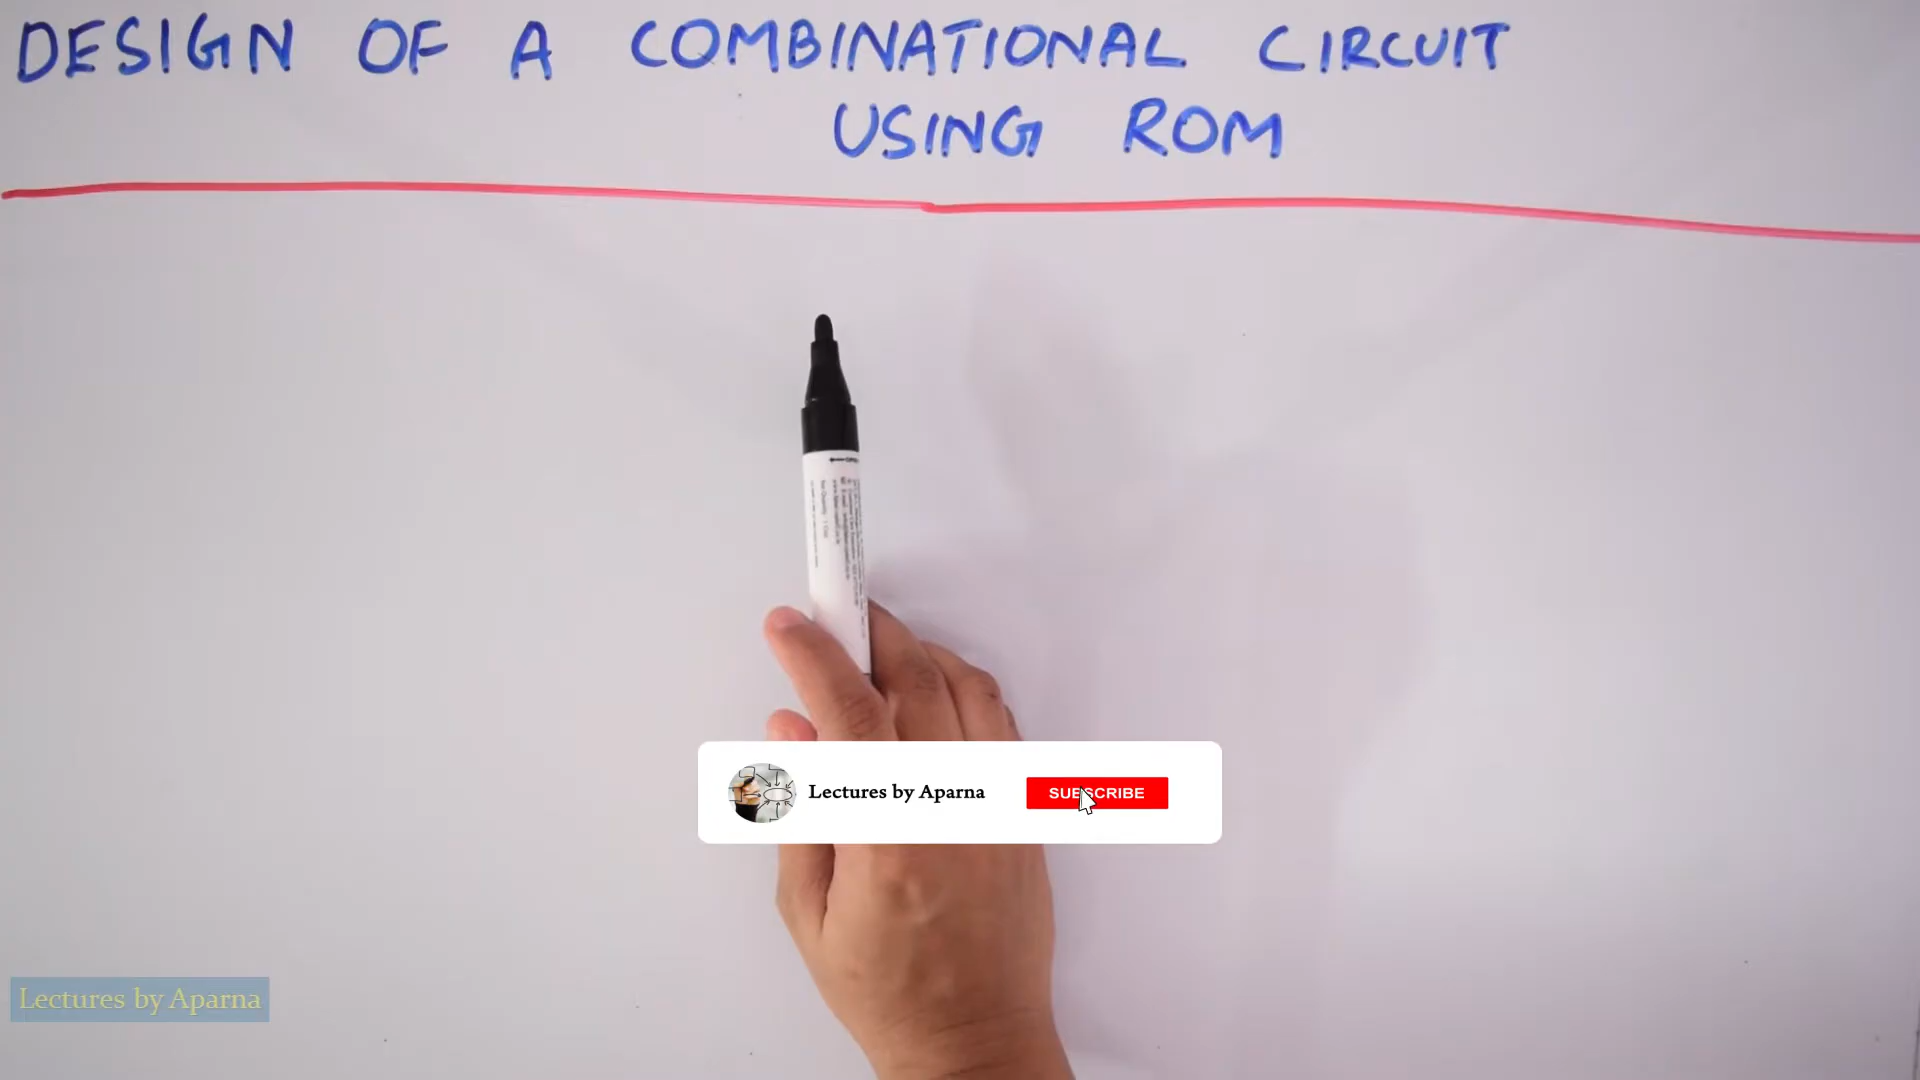 DESIGN OF A COMBINATIONAL CIRCUIT
USING ROM
Lectures by Aparna
SUBSCRIBE
Lectures by Aparna